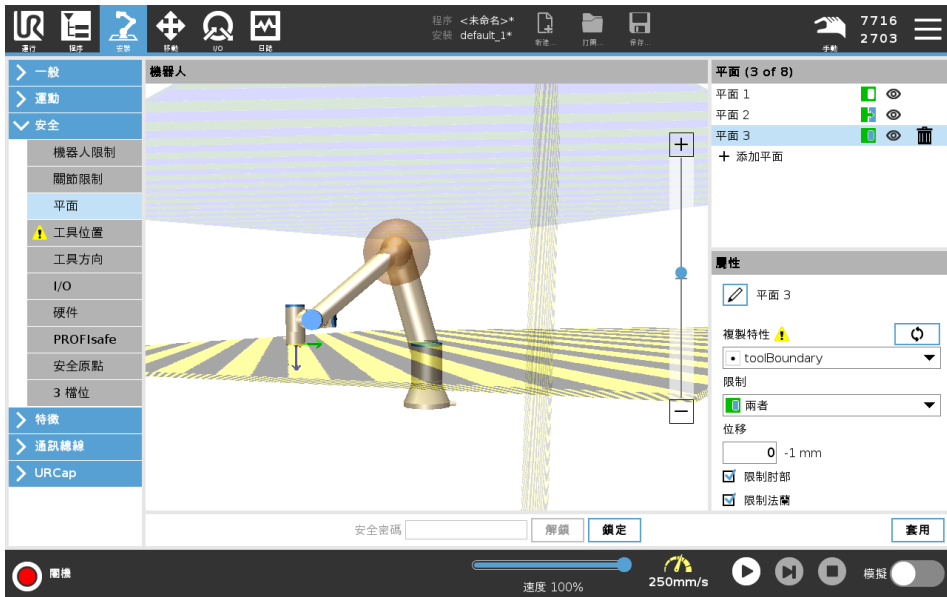 UR
運行
程序
安裝
移動
I/O
日誌
程序 <未命名>*
安裝 default_1*
新建...
打開...
保存...
手動
7716
2703
一般
運動
安全
機器人限制
關節限制
平面
工具位置
工具方向
I/O
硬件
PROFIsafe
安全原點
3 檔位
特徵
通訊總線
URCap
機器人
平面 (3 of 8)
平面 1
平面 2
平面 3
添加平面
屬性
平面 3
複製特性
toolBoundary
限制
兩者
位移
0 -1 mm
限制肘部
限制法蘭
安全密碼
解鎖
鎖定
套用
關機
速度 100%
250mm/s
模擬